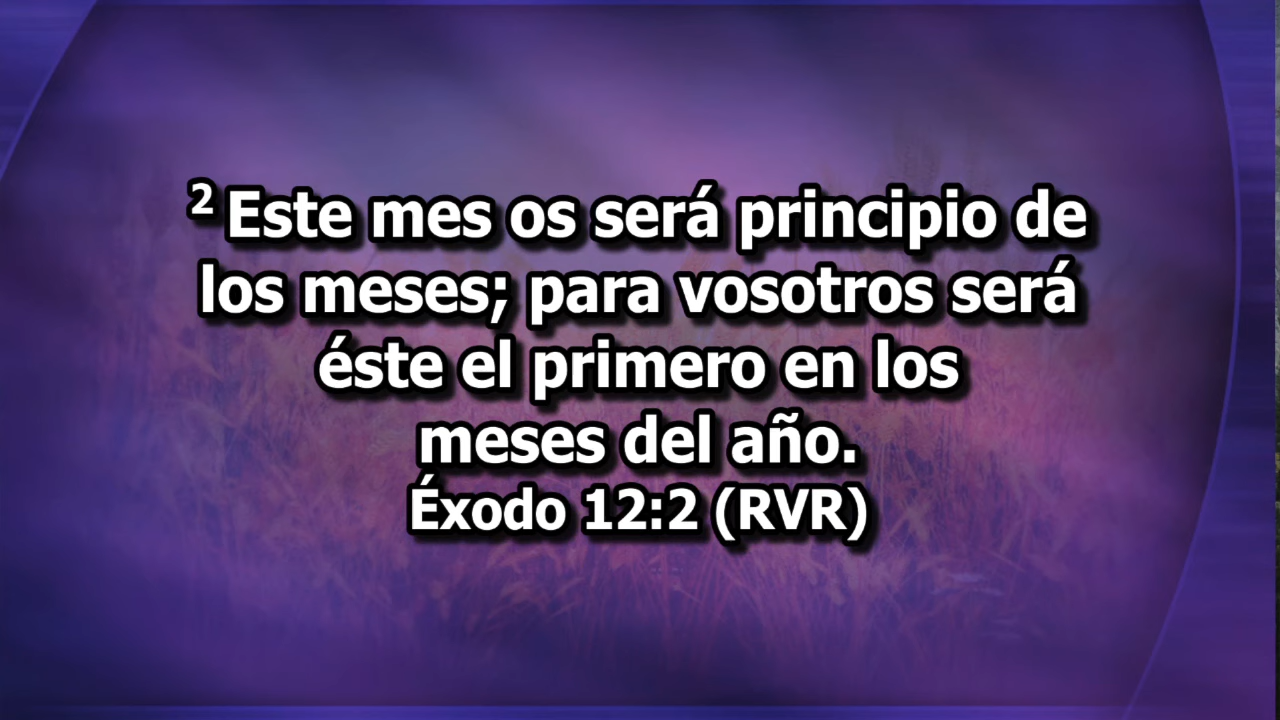 ² Este mes os será principio de
los meses; para vosotros será
éste el primero en los
meses del año.
Éxodo 12:2 (RVR)